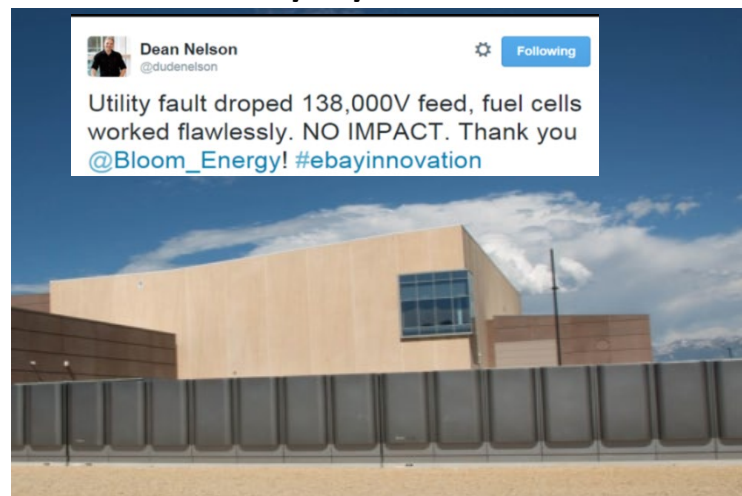 Dean Nelson
@dudenelson
Following
Utility fault droped 138,000V feed, fuel cells
worked flawlessly. NO IMPACT. Thank you
@Bloom_Energy! #ebayinnovation